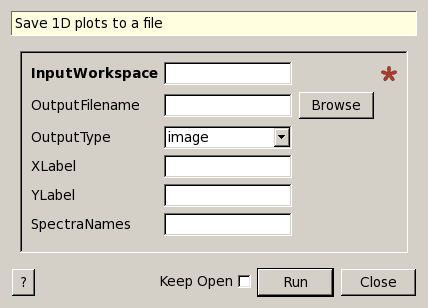 Save 1D plots to a file
InputWorkspace
OutputFilename Browse
OutputType image
XLabel
YLabel
SpectraNames
? Keep Open Run Close